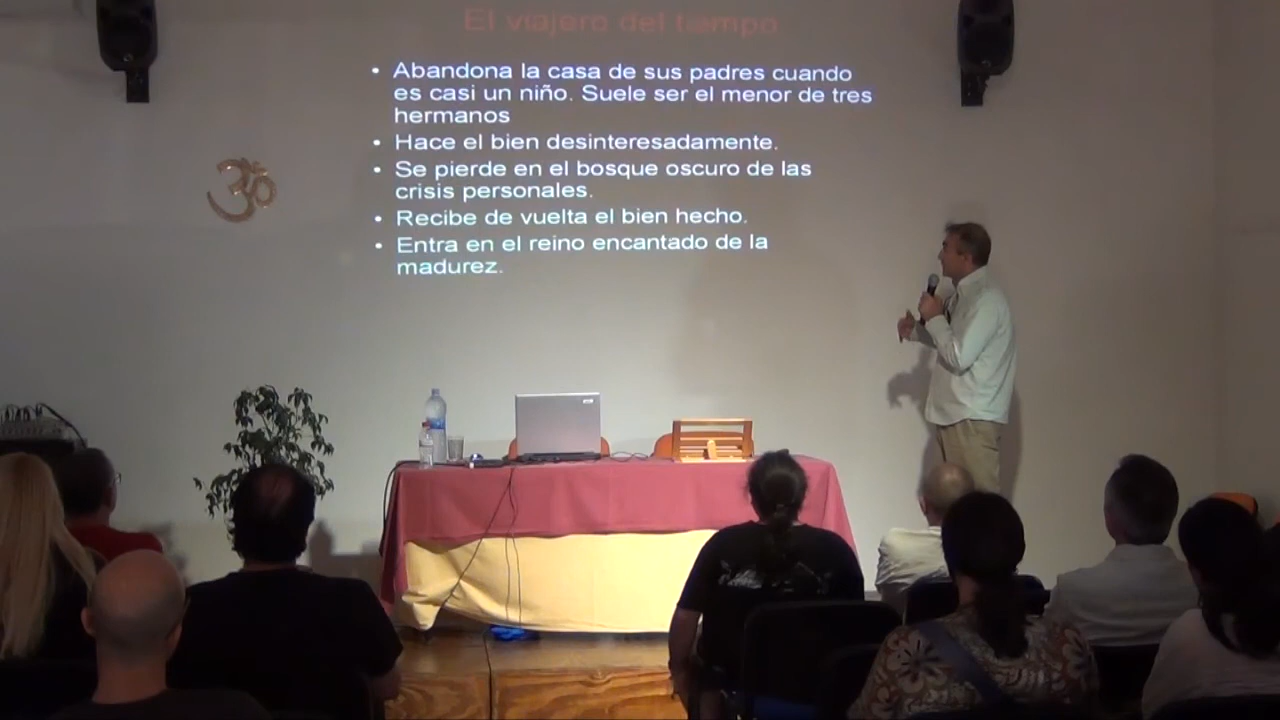 El viajero del tiempo
• Abandona la casa de sus padres cuando
es casi un niño. Suele ser el menor de tres
hermanos
• Hace el bien desinteresadamente.
• Se pierde en el bosque oscuro de las
crisis personales.
• Recibe de vuelta el bien hecho.
• Entra en el reino encantado de la
madurez.
ॐ